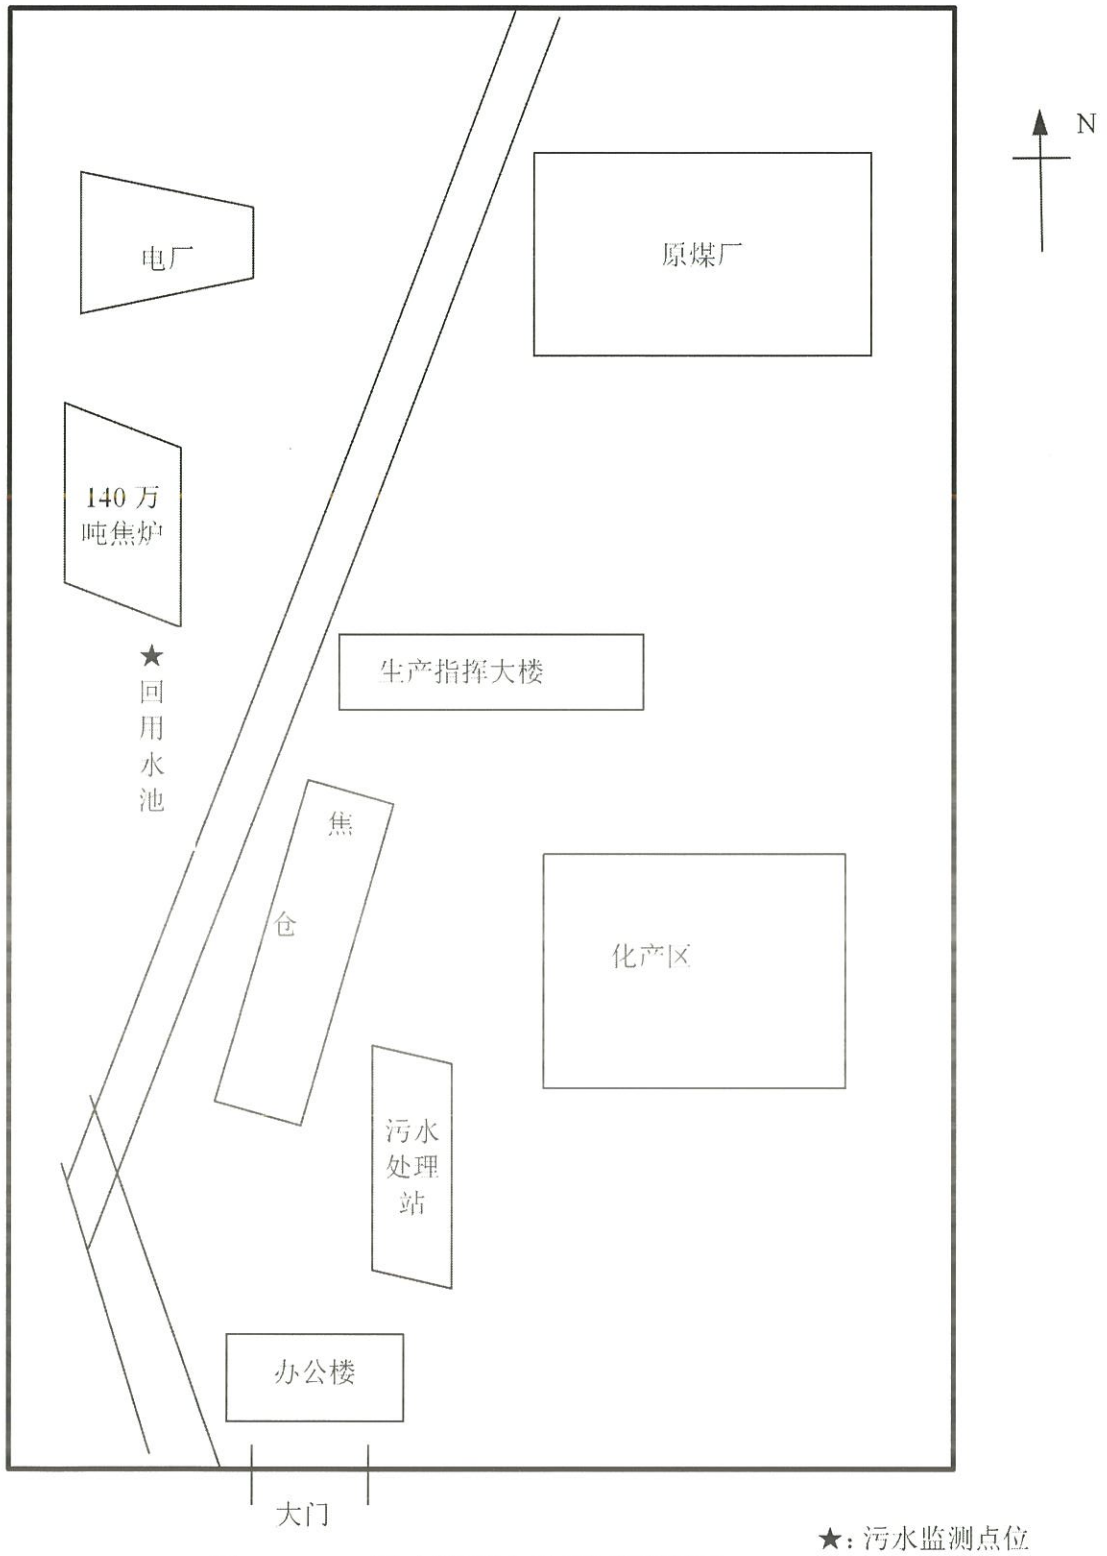 N
电厂
原煤厂
140 万
吨焦炉
★
回
用
水
池
生产指挥大楼
焦
仓
化产区
污水
处理
站
办公楼
大门
★: 污水监测点位